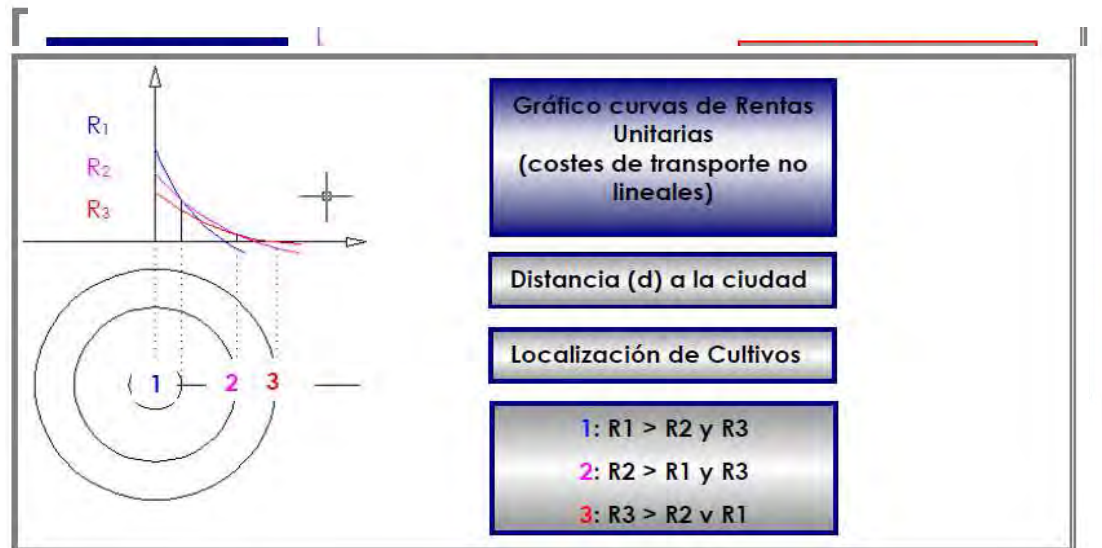 R1
R2
R3
1 2 3
Gráfico curvas de Rentas
Unitarias
(costes de transporte no
lineales)
Distancia (d) a la ciudad
Localización de Cultivos
1: R1 > R2 y R3
2: R2 > R1 y R3
3: R3 > R2 y R1